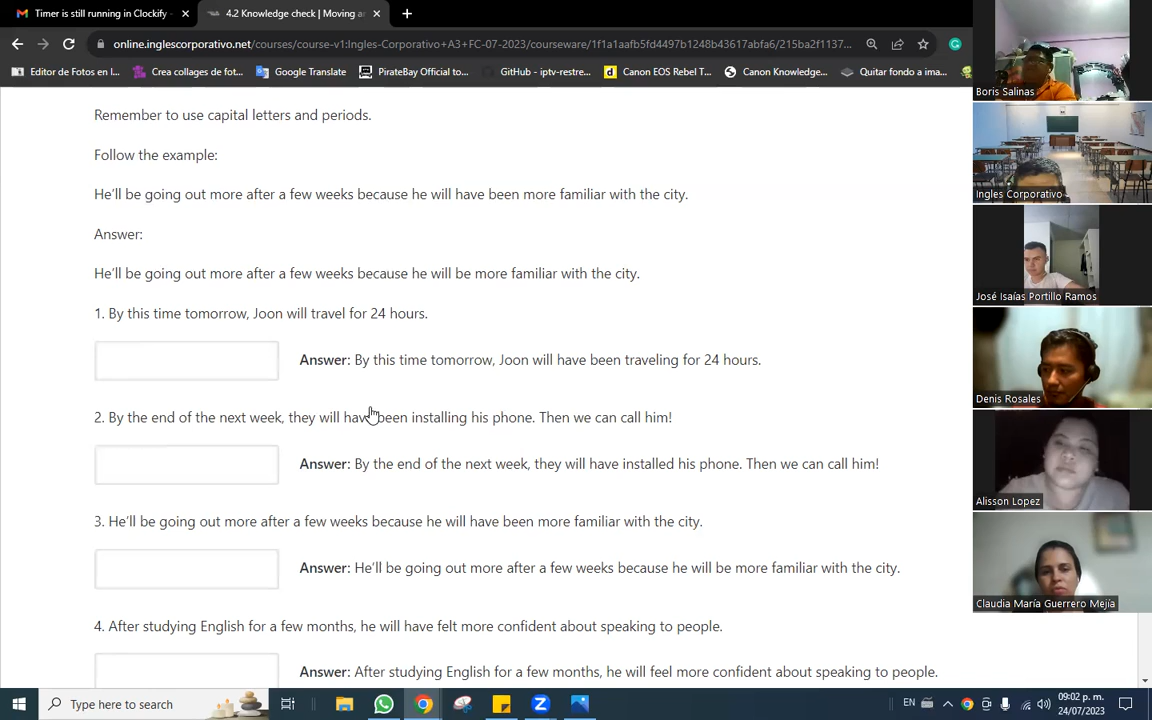 Timer is still running in Clockify
4.2 Knowledge check | Moving a
online.inglescorporativo.net/courses/course-v1:Ingles-Corporativo+A3+FC-07-2023/courseware/1f1a1aafb5fd4497b1248b43617abfa6/215ba2f1137...
Editor de Fotos en l...
Crea collages de fot...
Google Translate
PirateBay Official to...
GitHub - iptv-restre...
Canon EOS Rebel T...
Canon Knowledge...
Quitar fondo a ima...
Remember to use capital letters and periods.
Follow the example:
He'll be going out more after a few weeks because he will have been more familiar with the city.
Answer:
He'll be going out more after a few weeks because he will be more familiar with the city.
1. By this time tomorrow, Joon will travel for 24 hours.
Answer: By this time tomorrow, Joon will have been traveling for 24 hours.
2. By the end of the next week, they will have been installing his phone. Then we can call him!
Answer: By the end of the next week, they will have installed his phone. Then we can call him!
3. He'll be going out more after a few weeks because he will have been more familiar with the city.
Answer: He'll be going out more after a few weeks because he will be more familiar with the city.
4. After studying English for a few months, he will have felt more confident about speaking to people.
Answer: After studying English for a few months, he will feel more confident about speaking to people.
Boris Salinas
Ingles Corporativo
José Isaías Portillo Ramos
Denis Rosales
Alisson Lopez
Claudia María Guerrero Mejía
Type here to search
EN
09:02 p. m.
24/07/2023